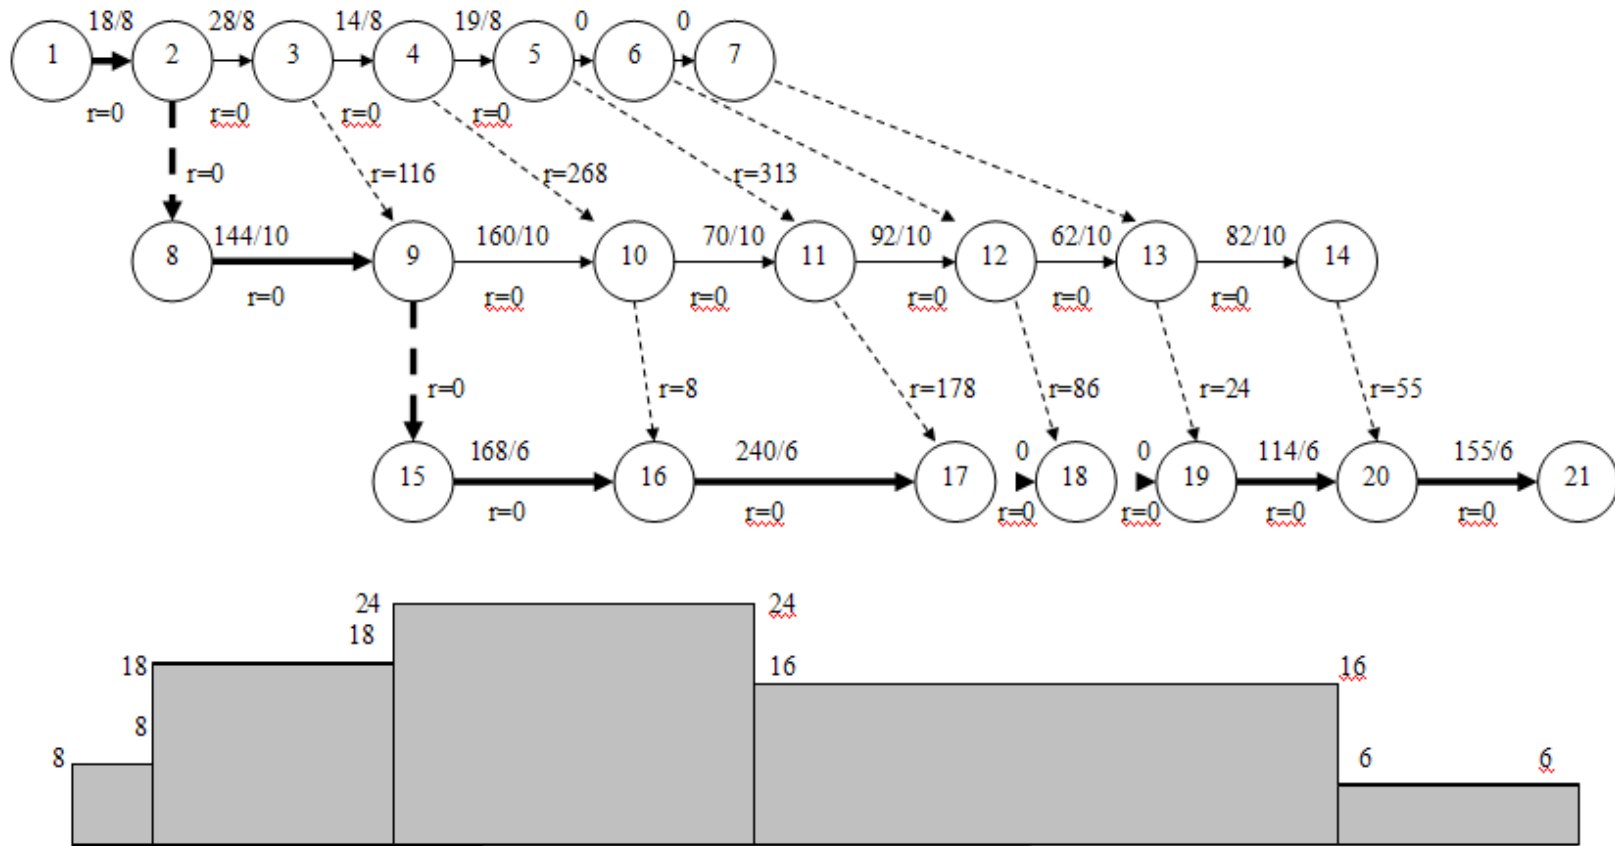 18/8 28/8 14/8 19/8 0 0
1 2 3 4 5 6 7
r=0 r=0 r=0 r=0
r=0 r=116 r=268 r=313
144/10 160/10 70/10 92/10 62/10 82/10
8 9 10 11 12 13 14
r=0 r=0 r=0 r=0 r=0 r=0
r=0 r=8 r=178 r=86 r=24 r=55
168/6 240/6 0 0 114/6 155/6
15 16 17 18 19 20 21
r=0 r=0 r=0 r=0 r=0 r=0
24 24
18
18 16 16
8
8 6 6